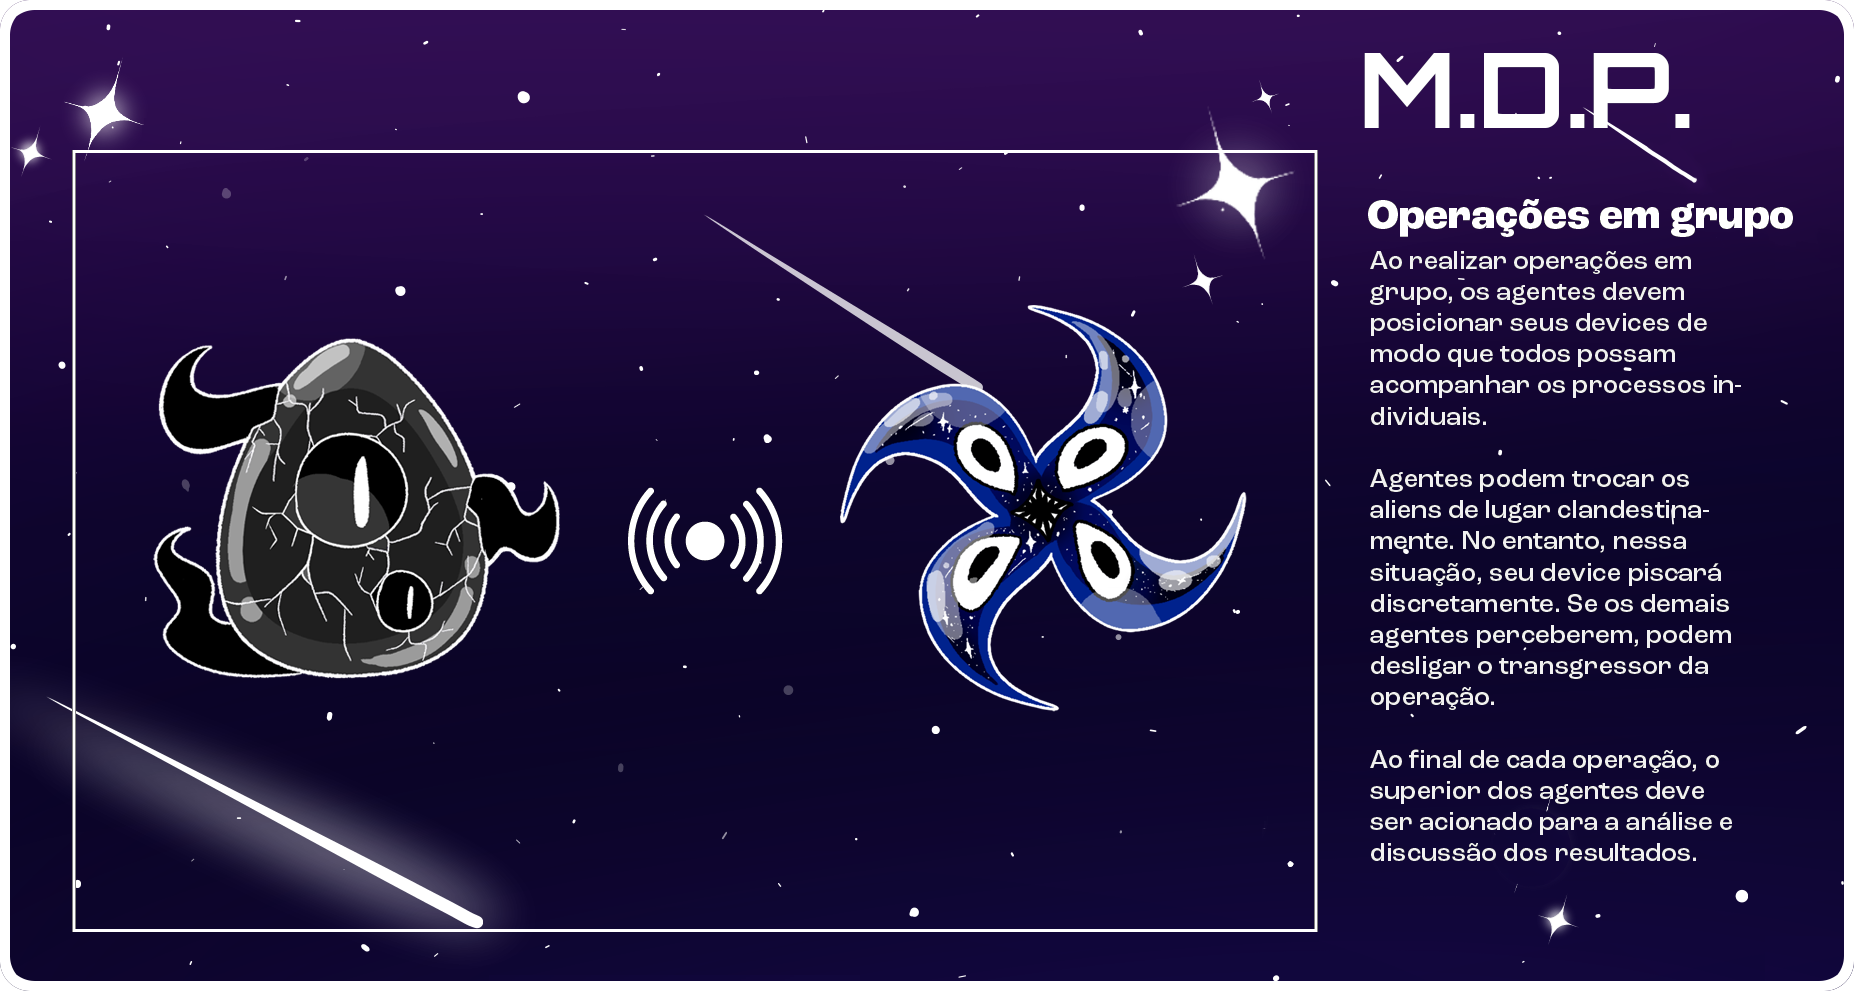 M.D.P.
Operações em grupo
Ao realizar operações em
grupo, os agentes devem
posicionar seus devices de
modo que todos possam
acompanhar os processos in-
dividuais.
Agentes podem trocar os
aliens de lugar clandestina-
mente. No entanto, nessa
situação, seu device piscará
discretamente. Se os demais
agentes perceberem, podem
desligar o transgressor da
operação.
Ao final de cada operação, o
superior dos agentes deve
ser acionado para a análise e
discussão dos resultados.